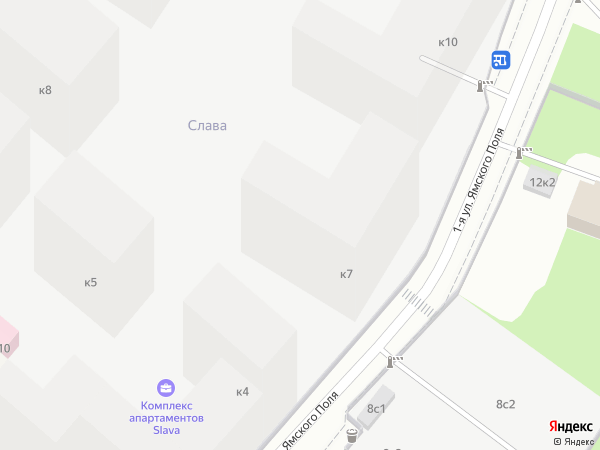 к10
к8
Слава
1-я ул. Ямского Поля
12к2
к7
к5
10
к4
Комплекс
апартаментов
Slava
8с1
8с2
Ямского Поля
Яндекс
© Яндекс